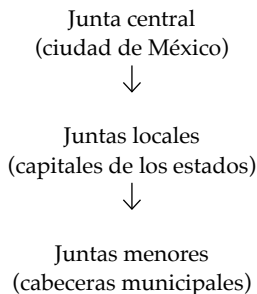 Junta central
(ciudad de México)
Juntas locales
(capitales de los estados)
Juntas menores
(cabeceras municipales)